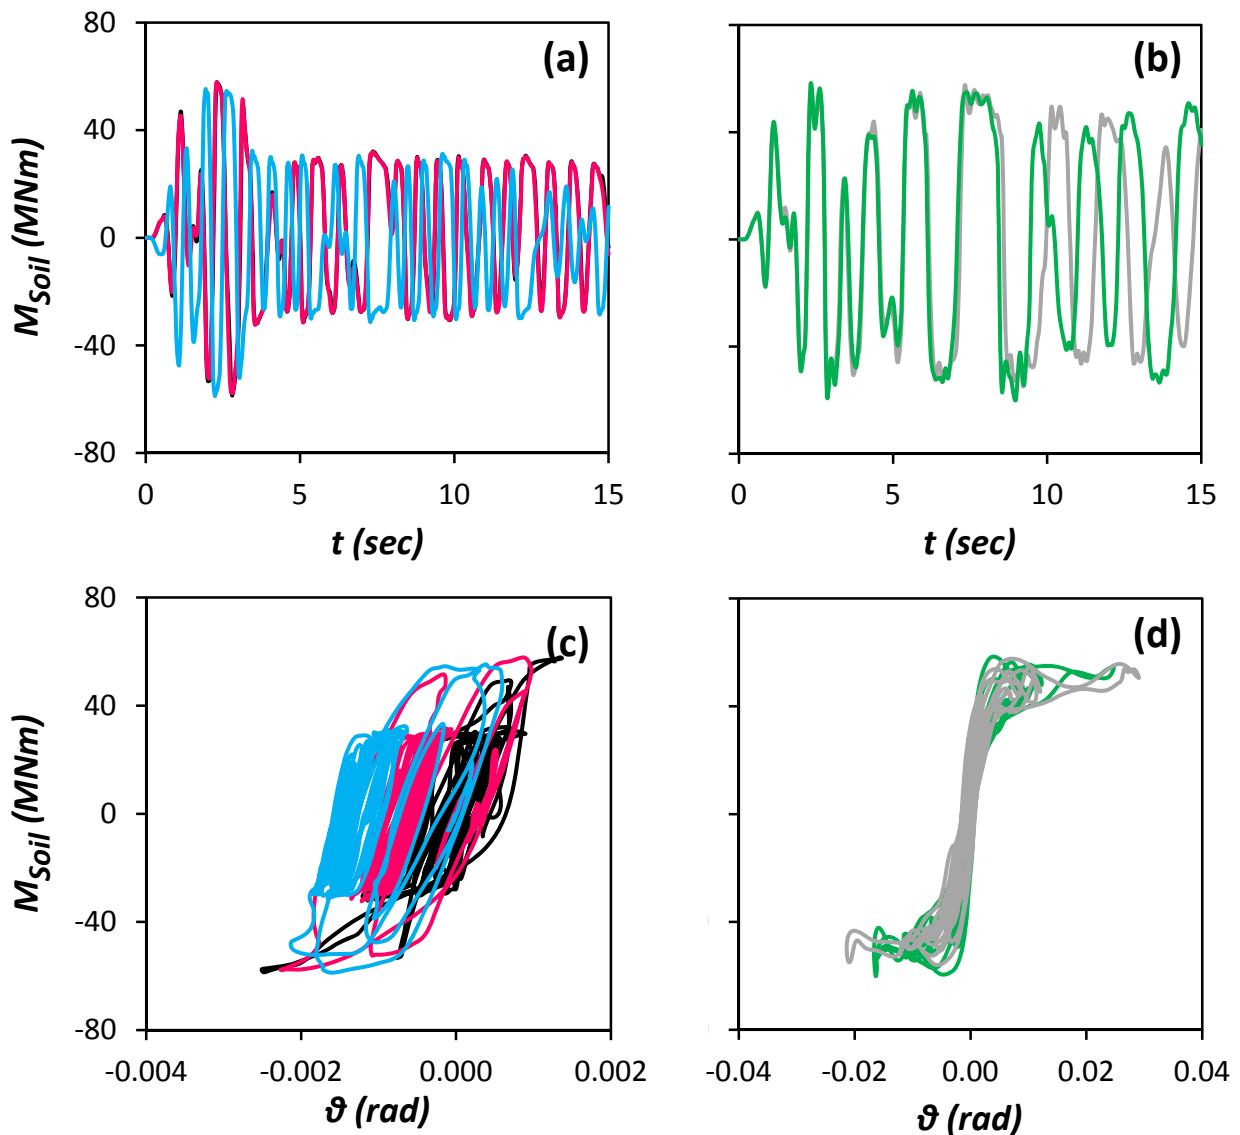 80
(a)
(b)
40
0
-40
-80
M_Soil (MNm)
0 5 10 15
0 5 10 15
t (sec)
t (sec)
80
(c)
(d)
40
0
-40
-80
M_Soil (MNm)
-0.004 -0.002 0.000 0.002
-0.04 -0.02 0.00 0.02 0.04
ϑ (rad)
ϑ (rad)